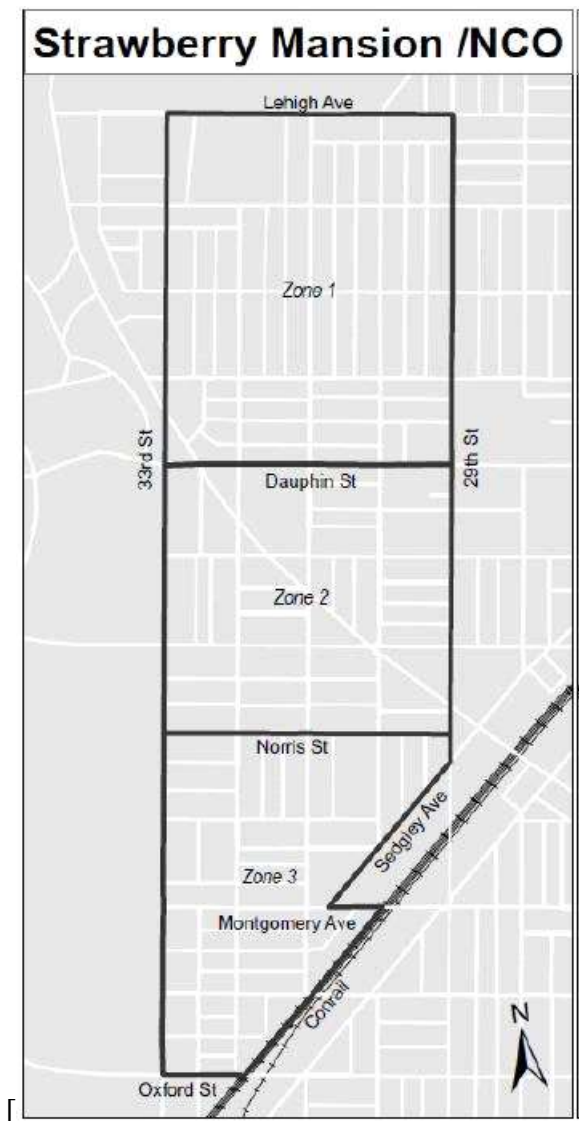 Strawberry Mansion /NCO
Lehigh Ave
Zone 1
33rd St
29th St
Dauphin St
Zone 2
Norris St
Sedgley Ave
Zone 3
Montgomery Ave
Conrail
N
Oxford St
[